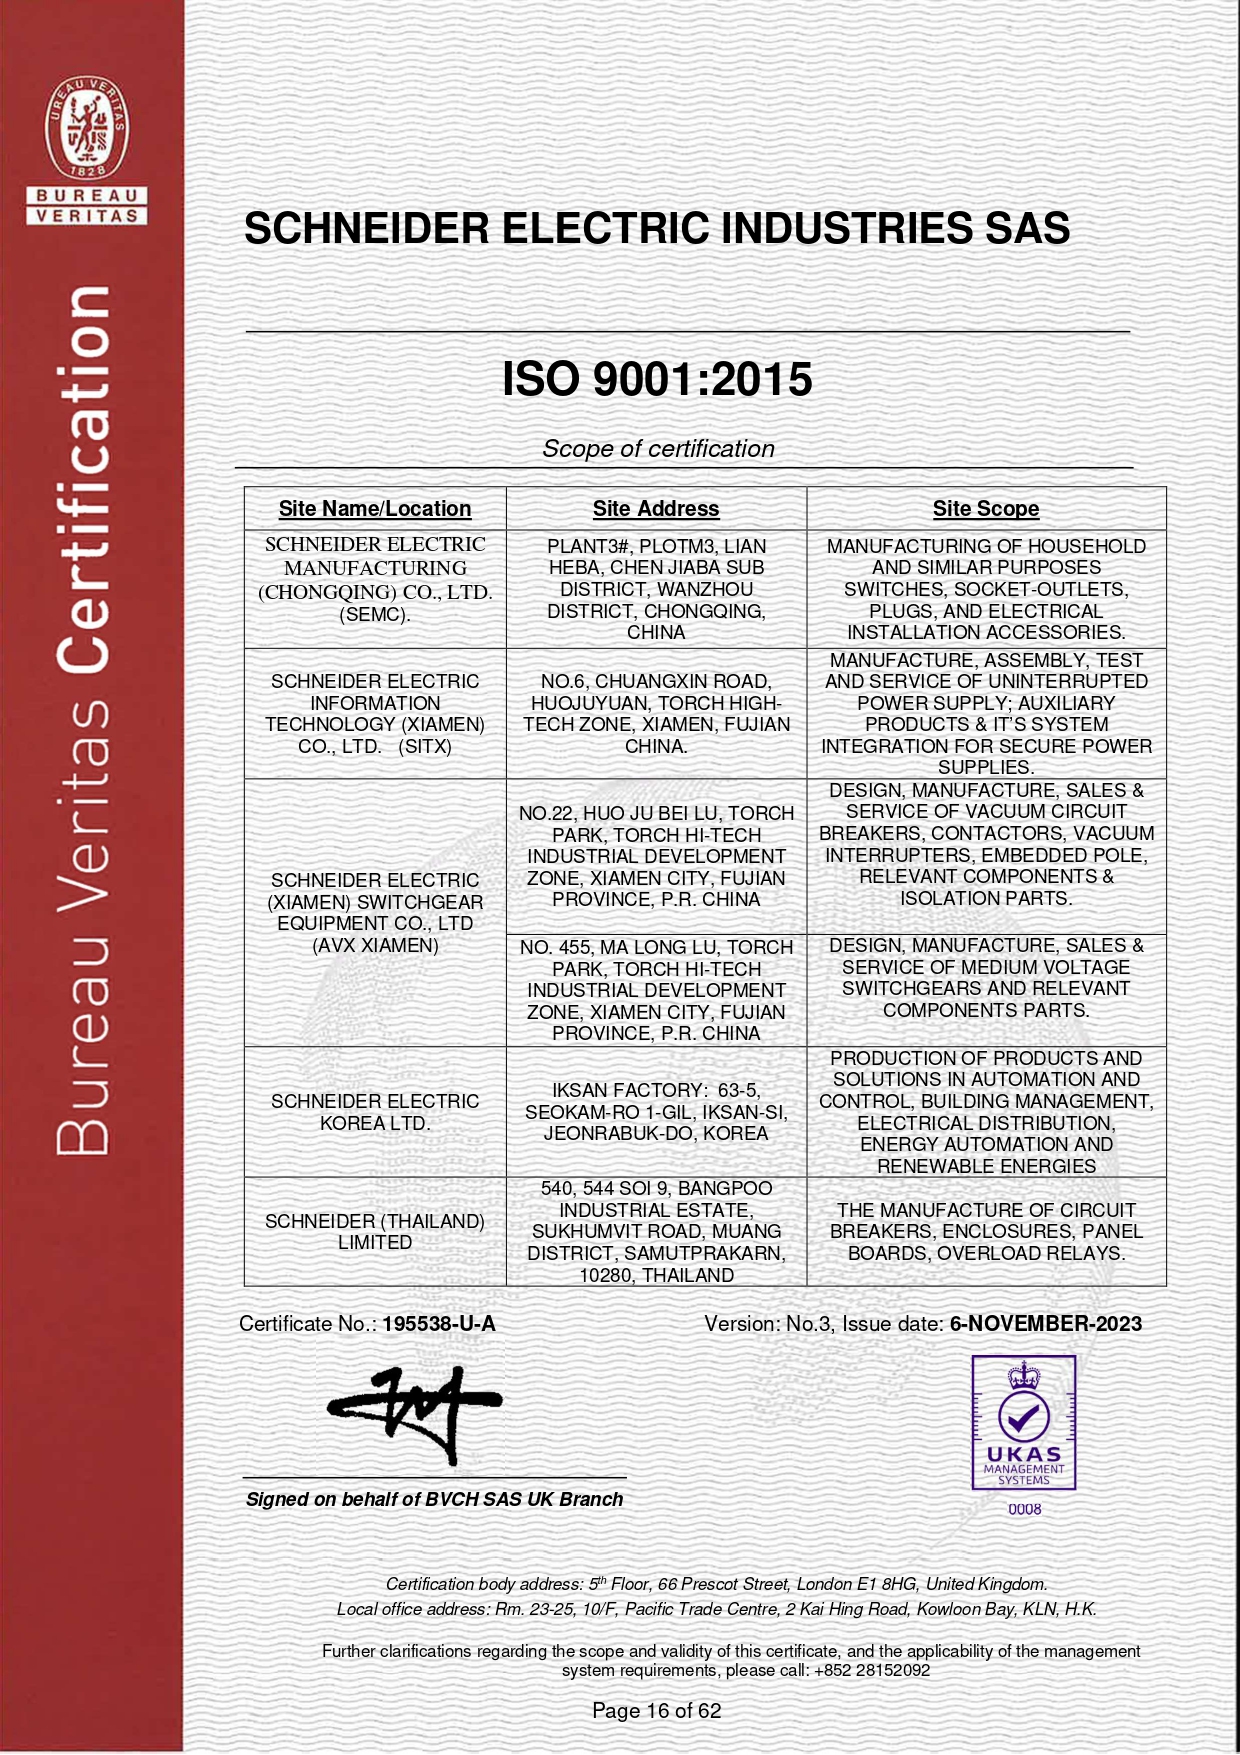 BUREAU VERITAS
1828
BUREAU
VERITAS
Bureau Veritas Certification
SCHNEIDER ELECTRIC INDUSTRIES SAS
ISO 9001:2015
Scope of certification
Site Name/Location
Site Address
Site Scope
SCHNEIDER ELECTRIC
MANUFACTURING
(CHONGQING) CO., LTD.
(SEMC).
PLANT3#, PLOTM3, LIAN
HEBA, CHEN JIABA SUB
DISTRICT, WANZHOU
DISTRICT, CHONGQING,
CHINA
MANUFACTURING OF HOUSEHOLD
AND SIMILAR PURPOSES
SWITCHES, SOCKET-OUTLETS,
PLUGS, AND ELECTRICAL
INSTALLATION ACCESSORIES.
SCHNEIDER ELECTRIC
INFORMATION
TECHNOLOGY (XIAMEN)
CO., LTD. (SITX)
NO.6, CHUANGXIN ROAD,
HUOJUYUAN, TORCH HIGH-
TECH ZONE, XIAMEN, FUJIAN
CHINA.
MANUFACTURE, ASSEMBLY, TEST
AND SERVICE OF UNINTERRUPTED
POWER SUPPLY; AUXILIARY
PRODUCTS & IT'S SYSTEM
INTEGRATION FOR SECURE POWER
SUPPLIES.
SCHNEIDER ELECTRIC
(XIAMEN) SWITCHGEAR
EQUIPMENT CO., LTD
(AVX XIAMEN)
NO.22, HUO JU BEI LU, TORCH
PARK, TORCH HI-TECH
INDUSTRIAL DEVELOPMENT
ZONE, XIAMEN CITY, FUJIAN
PROVINCE, P.R. CHINA
DESIGN, MANUFACTURE, SALES &
SERVICE OF VACUUM CIRCUIT
BREAKERS, CONTACTORS, VACUUM
INTERRUPTERS, EMBEDDED POLE,
RELEVANT COMPONENTS &
ISOLATION PARTS.
NO. 455, MA LONG LU, TORCH
PARK, TORCH HI-TECH
INDUSTRIAL DEVELOPMENT
ZONE, XIAMEN CITY, FUJIAN
PROVINCE, P.R. CHINA
DESIGN, MANUFACTURE, SALES &
SERVICE OF MEDIUM VOLTAGE
SWITCHGEARS AND RELEVANT
COMPONENTS PARTS.
SCHNEIDER ELECTRIC
KOREA LTD.
IKSAN FACTORY: 63-5,
SEOKAM-RO 1-GIL, IKSAN-SI,
JEONRABUK-DO, KOREA
PRODUCTION OF PRODUCTS AND
SOLUTIONS IN AUTOMATION AND
CONTROL, BUILDING MANAGEMENT,
ELECTRICAL DISTRIBUTION,
ENERGY AUTOMATION AND
RENEWABLE ENERGIES
SCHNEIDER (THAILAND)
LIMITED
540, 544 SOI 9, BANGPOO
INDUSTRIAL ESTATE,
SUKHUMVIT ROAD, MUANG
DISTRICT, SAMUTPRAKARN,
10280, THAILAND
THE MANUFACTURE OF CIRCUIT
BREAKERS, ENCLOSURES, PANEL
BOARDS, OVERLOAD RELAYS.
Certificate No.: 195538-U-A
Version: No.3, Issue date: 6-NOVEMBER-2023
UKAS
MANAGEMENT
SYSTEMS
0008
Signed on behalf of BVCH SAS UK Branch
Certification body address: 5th Floor, 66 Prescot Street, London E1 8HG, United Kingdom.
Local office address: Rm. 23-25, 10/F, Pacific Trade Centre, 2 Kai Hing Road, Kowloon Bay, KLN, H.K.
Further clarifications regarding the scope and validity of this certificate, and the applicability of the management
system requirements, please call: +852 28152092
Page 16 of 62